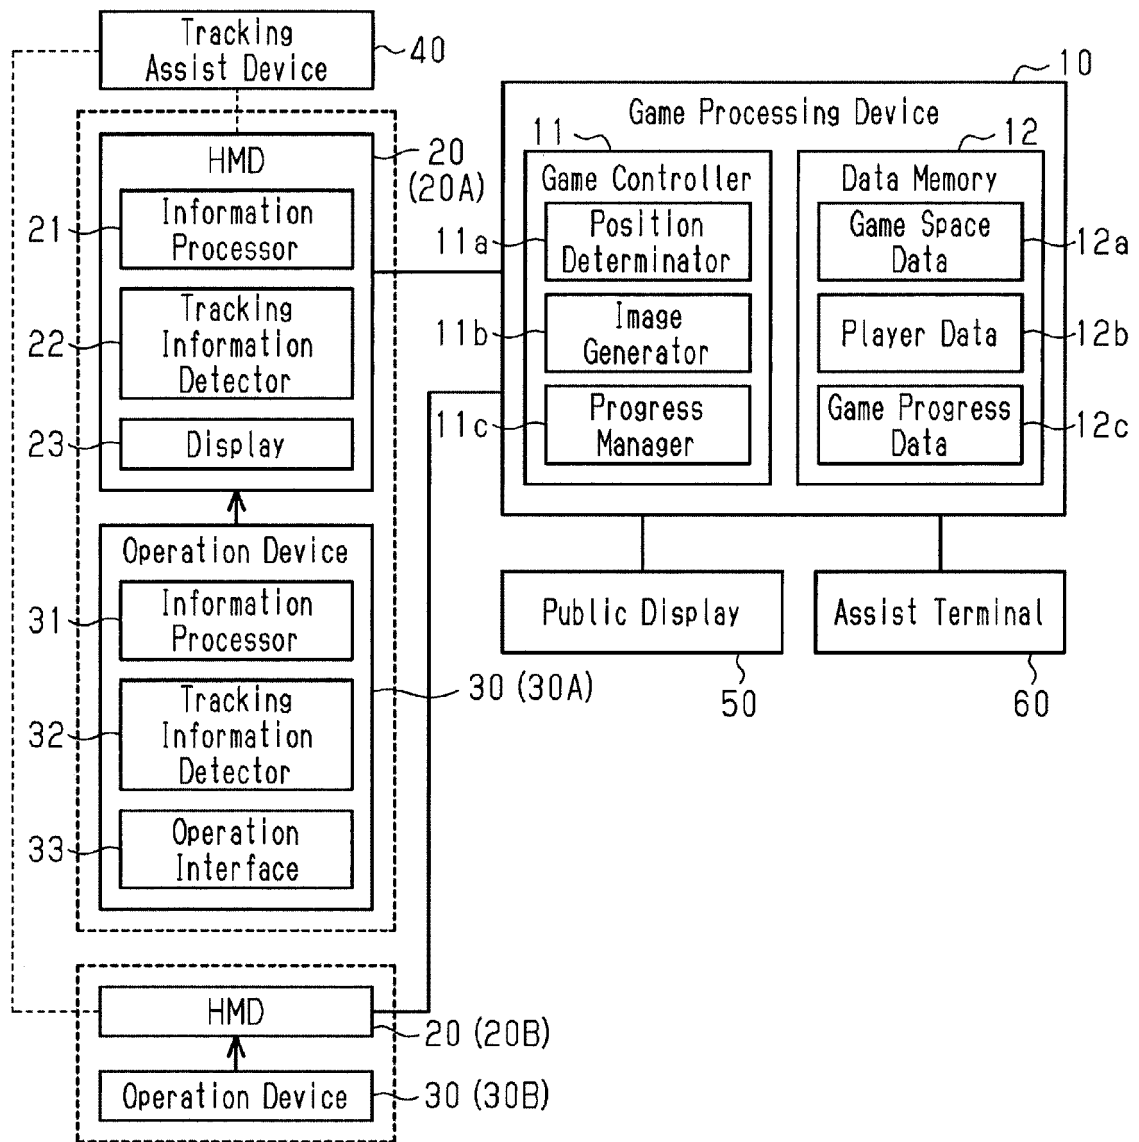 Tracking
Assist Device
40
HMD
20
(20A)
21
Information
Processor
22
Tracking
Information
Detector
23
Display
Operation Device
31
Information
Processor
30 (30A)
32
Tracking
Information
Detector
33
Operation
Interface
HMD
20 (20B)
Operation Device
30 (30B)
10
Game Processing Device
11
Game Controller
11a
Position
Determinator
11b
Image
Generator
11c
Progress
Manager
12
Data Memory
Game Space
Data
12a
Player Data
12b
Game Progress
Data
12c
Public Display
50
Assist Terminal
60